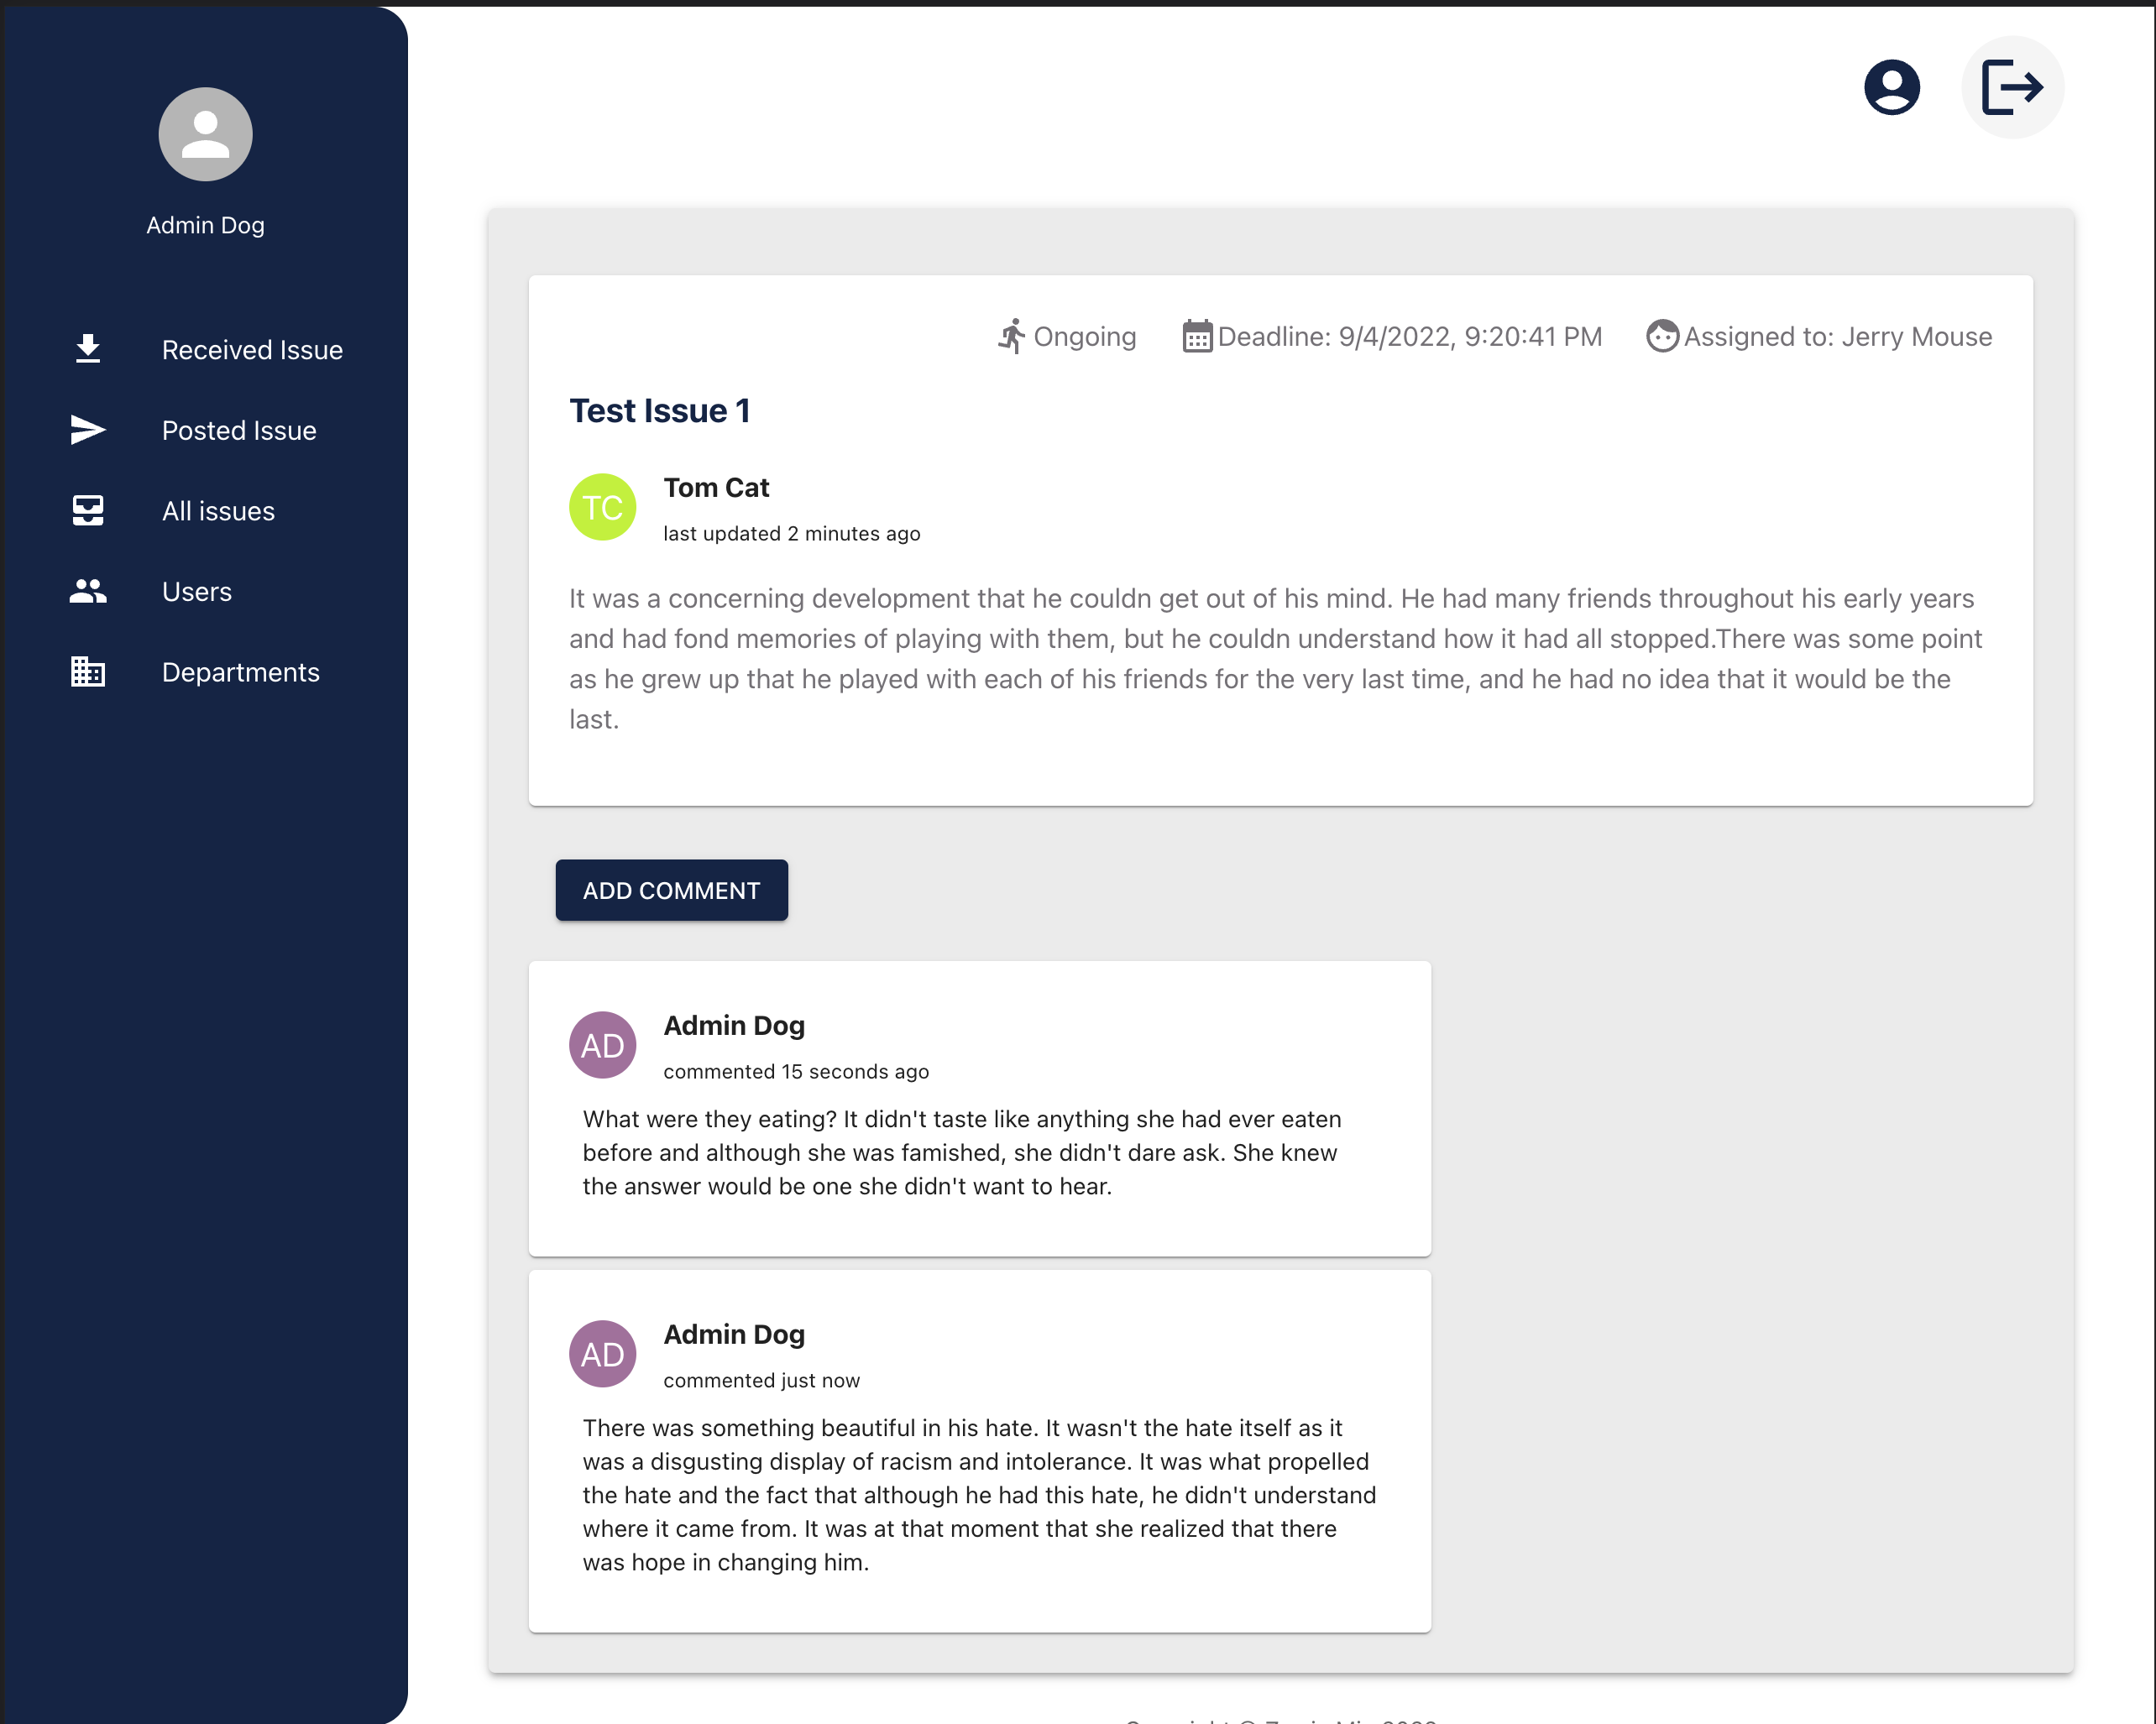 Admin Dog
Received Issue
Posted Issue
All issues
Users
Departments
Ongoing Deadline: 9/4/2022, 9:20:41 PM Assigned to: Jerry Mouse
Test Issue 1
TC
Tom Cat
last updated 2 minutes ago
It was a concerning development that he couldn get out of his mind. He had many friends throughout his early years
and had fond memories of playing with them, but he couldn understand how it had all stopped.There was some point
as he grew up that he played with each of his friends for the very last time, and he had no idea that it would be the
last.
ADD COMMENT
AD
Admin Dog
commented 15 seconds ago
What were they eating? It didn't taste like anything she had ever eaten
before and although she was famished, she didn't dare ask. She knew
the answer would be one she didn't want to hear.
AD
Admin Dog
commented just now
There was something beautiful in his hate. It wasn't the hate itself as it
was a disgusting display of racism and intolerance. It was what propelled
the hate and the fact that although he had this hate, he didn't understand
where it came from. It was at that moment that she realized that there
was hope in changing him.